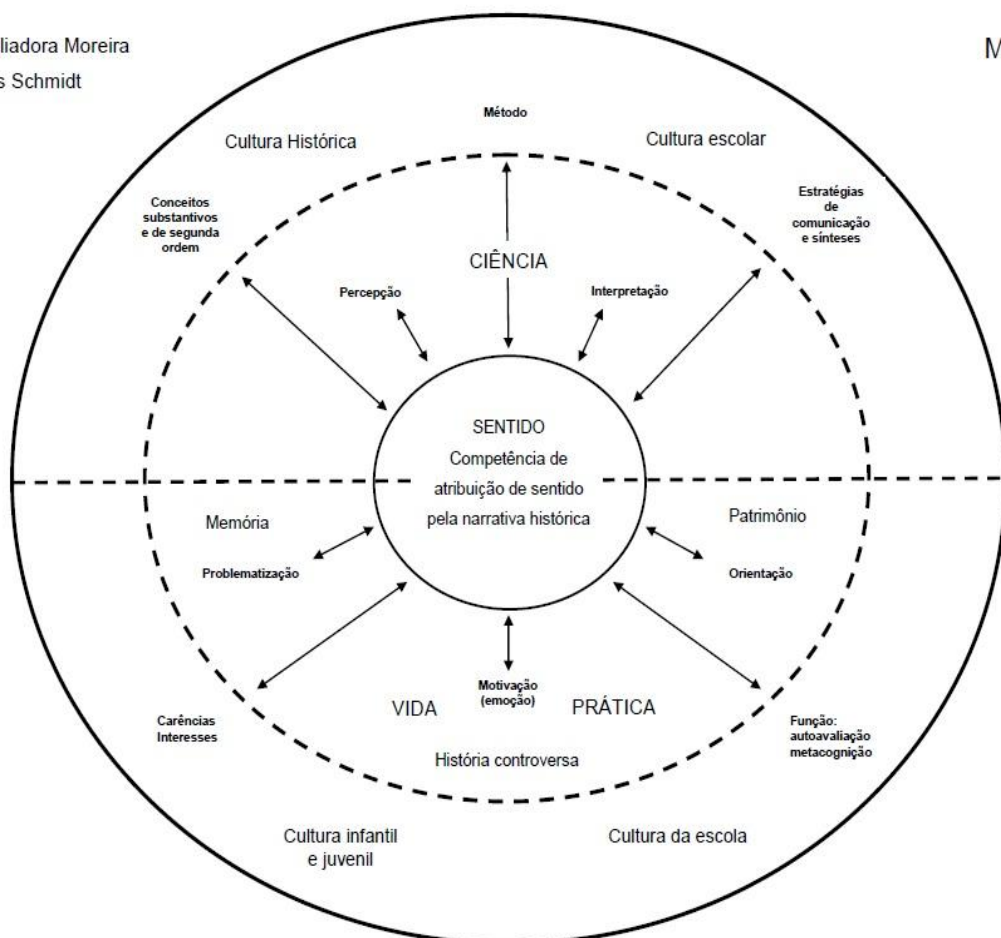 liadora Moreira
s Schmidt
M
Método
Cultura Histórica
Cultura escolar
Conceitos
substantivos
e de segunda
ordem
Estratégias
de
comunicação
e sínteses
CIÊNCIA
Percepção
Interpretação
SENTIDO
Competência de
atribuição de sentido
pela narrativa histórica
Memória
Patrimônio
Problematização
Orientação
Motivação
(emoção)
VIDA
PRÁTICA
Carências
Interesses
Função:
autoavaliação
metacognição
História controversa
Cultura infantil
e juvenil
Cultura da escola